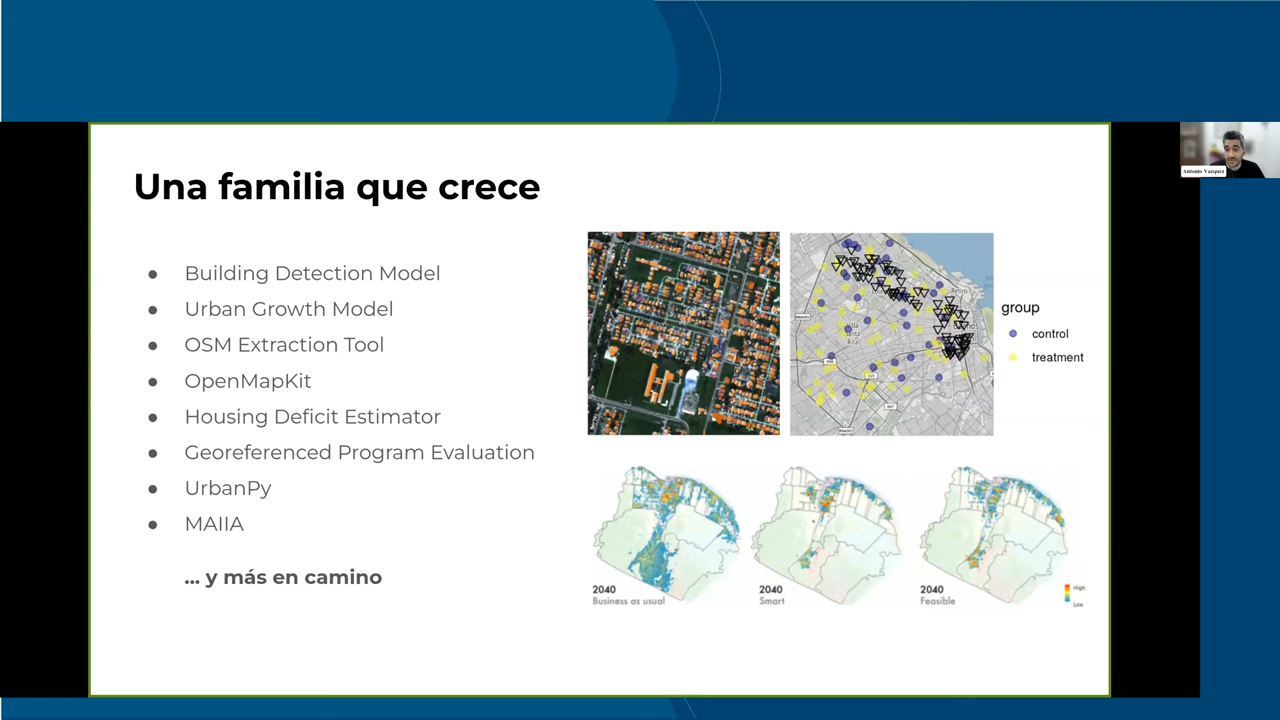 Una familia que crece
● Building Detection Model
● Urban Growth Model
● OSM Extraction Tool
● OpenMapKit
● Housing Deficit Estimator
● Georeferenced Program Evaluation
● UrbanPy
● MAIIA
... y más en camino
Retiro
group
control
treatment
2040
Business as usual
2040
Smart
2040
Feasible
High
Low
Antonio Vazquez